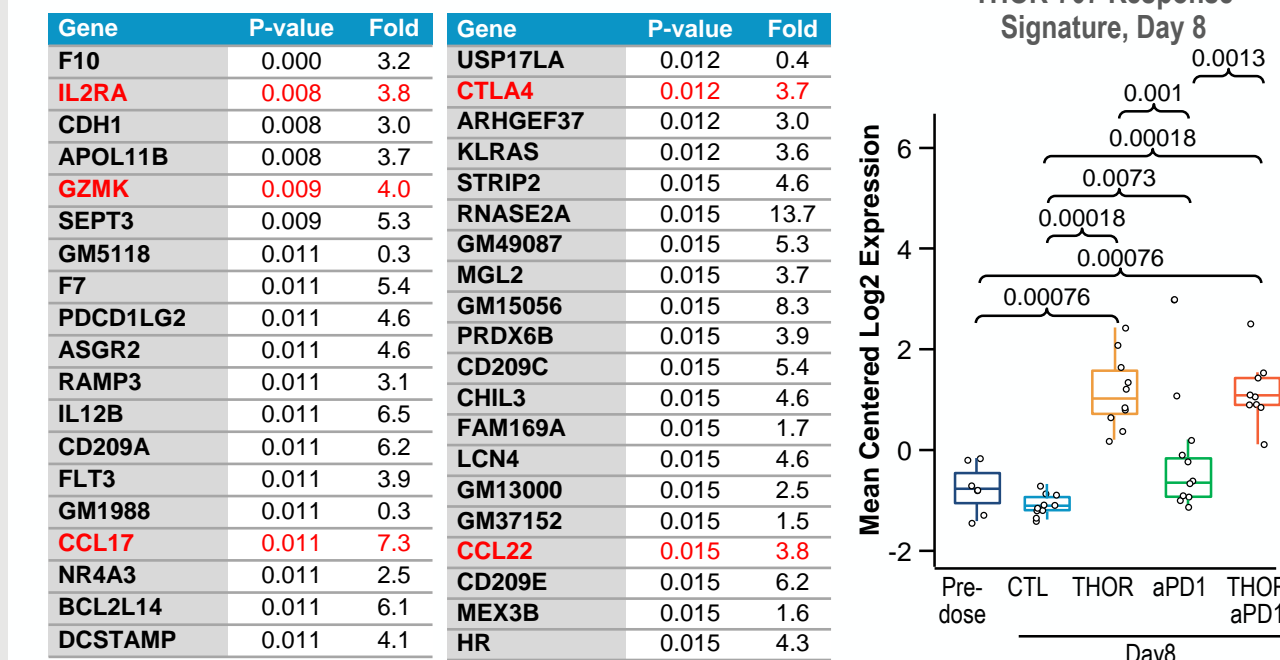 Gene P-value Fold
F10 0.000 3.2
IL2RA 0.008 3.8
CDH1 0.008 3.0
APOL11B 0.008 3.7
GZMK 0.009 4.0
SEPT3 0.009 5.3
GM5118 0.011 0.3
F7 0.011 5.4
PDCD1LG2 0.011 4.6
ASGR2 0.011 4.6
RAMP3 0.011 3.1
IL12B 0.011 6.5
CD209A 0.011 6.2
FLT3 0.011 3.9
GM1988 0.011 0.3
CCL17 0.011 7.3
NR4A3 0.011 2.5
BCL2L14 0.011 6.1
DCSTAMP 0.011 4.1
Gene P-value Fold
USP17LA 0.012 0.4
CTLA4 0.012 3.7
ARHGEF37 0.012 3.0
KLRAS 0.012 3.6
STRIP2 0.015 4.6
RNASE2A 0.015 13.7
GM49087 0.015 5.3
MGL2 0.015 3.7
GM15056 0.015 8.3
PRDX6B 0.015 3.9
CD209C 0.015 5.4
CHIL3 0.015 4.6
FAM169A 0.015 1.7
LCN4 0.015 4.6
GM13000 0.015 2.5
GM37152 0.015 1.5
CCL22 0.015 3.8
CD209E 0.015 6.2
MEX3B 0.015 1.6
HR 0.015 4.3
Response
Signature, Day 8
0.0013
0.001
0.00018
0.0073
0.00018
0.00076
0.00076
Mean Centered Log2 Expression
6
4
2
0
-2
Pre-dose
CTL
THOR
aPD1
THOR
aPD1
Day8